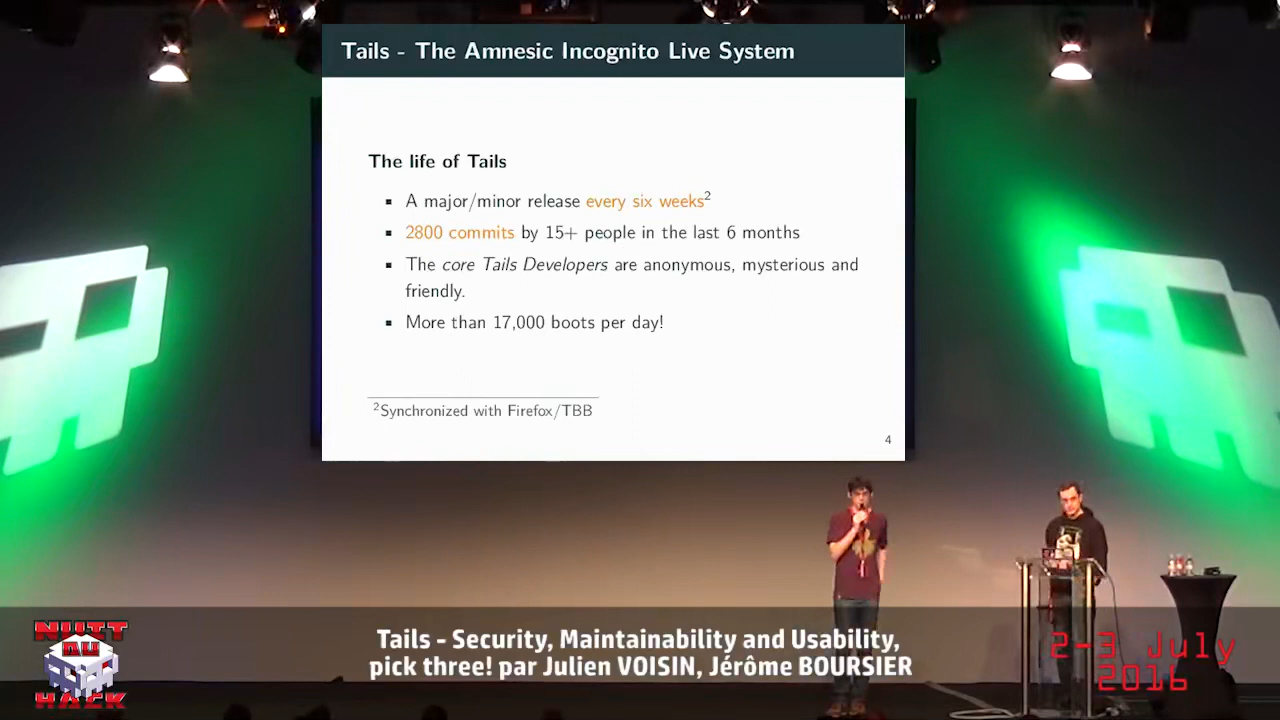 Tails - The Amnesic Incognito Live System
The life of Tails
▪ A major/minor release every six weeks²
▪ 2800 commits by 15+ people in the last 6 months
▪ The core Tails Developers are anonymous, mysterious and
friendly.
▪ More than 17,000 boots per day!
²Synchronized with Firefox/TBB
4
NUIT
DU
HACK
Tails - Security, Maintainability and Usability,
pick three! par Julien VOISIN, Jérôme BOURSIER
2-3 July
2016